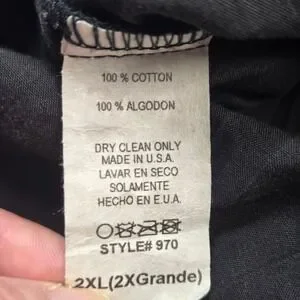 100 % COTTON
100 % ALGODON
DRY CLEAN ONLY
MADE IN U.S.A.
LAVAR EN SECO
SOLAMENTE
HECHO EN E.U.A.
STYLE# 970
2XL(2XGrande)